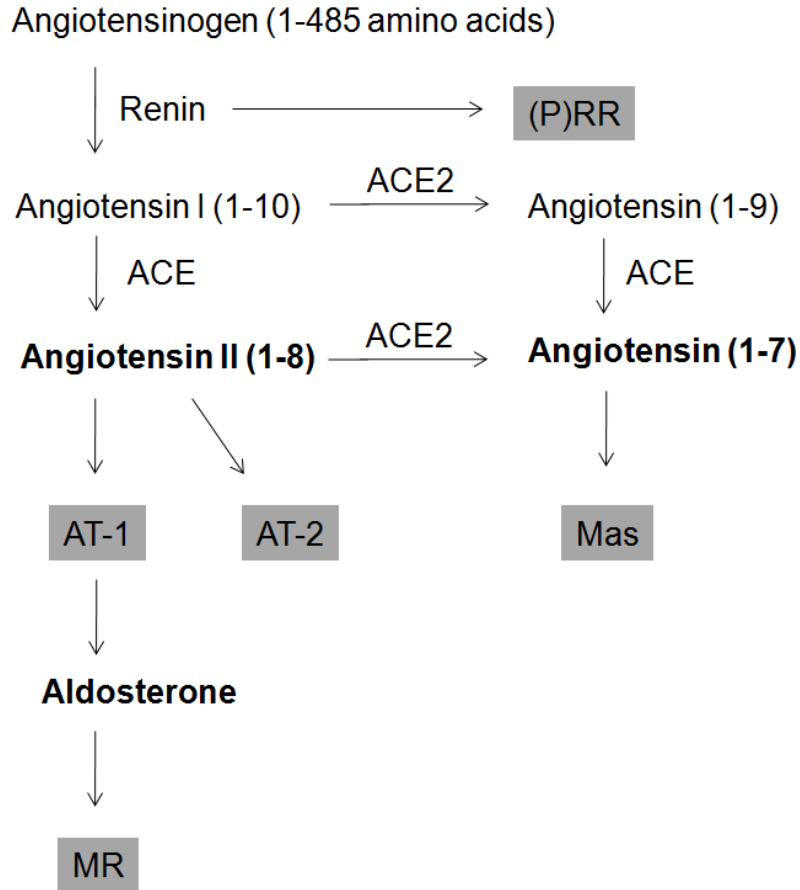 Angiotensinogen (1-485 amino acids)
Renin
(P)RR
ACE2
Angiotensin I (1-10)
Angiotensin (1-9)
ACE
ACE
ACE2
Angiotensin II (1-8)
Angiotensin (1-7)
AT-1
AT-2
Mas
Aldosterone
MR